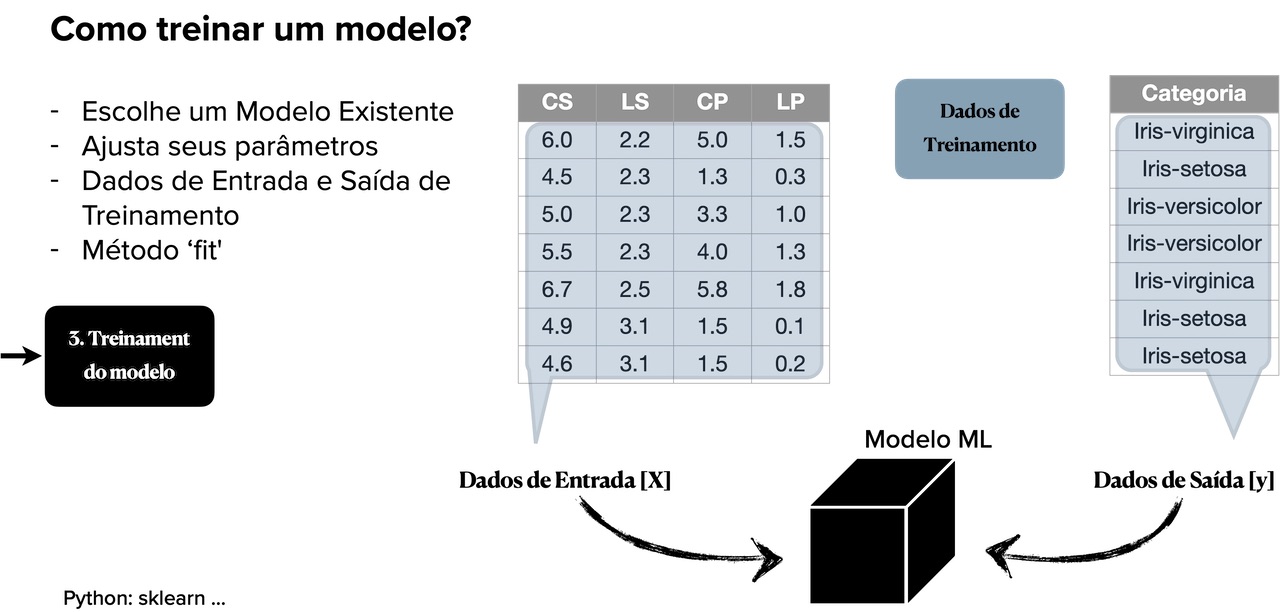 Como treinar um modelo?
- Escolhe um Modelo Existente
- Ajusta seus parâmetros
- Dados de Entrada e Saída de
Treinamento
- Método ‘fit'
3. Treinament
do modelo
CS LS CP LP
6.0 2.2 5.0 1.5
4.5 2.3 1.3 0.3
5.0 2.3 3.3 1.0
5.5 2.3 4.0 1.3
6.7 2.5 5.8 1.8
4.9 3.1 1.5 0.1
4.6 3.1 1.5 0.2
Dados de
Treinamento
Categoria
Iris-virginica
Iris-setosa
Iris-versicolor
Iris-versicolor
Iris-virginica
Iris-setosa
Iris-setosa
Modelo ML
Dados de Entrada [X]
Dados de Saída [y]
Python: sklearn ...